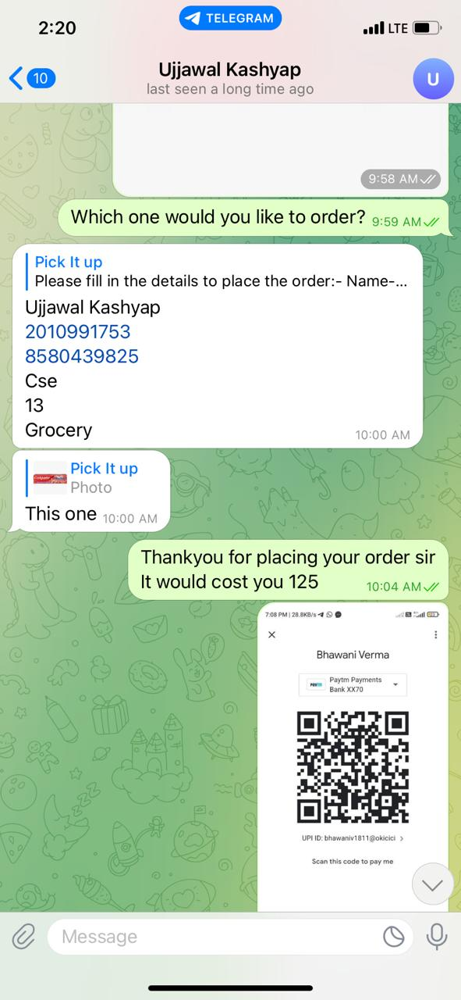 2:20
TELEGRAM
LTE
10
Ujjawal Kashyap
last seen a long time ago
U
9:58 AM
Which one would you like to order? 9:59 AM
Pick It up
Please fill in the details to place the order:- Name-...
Ujjawal Kashyap
2010991753
8580439825
Cse
13
Grocery
10:00 AM
Colgate
Pick It up
Photo
This one 10:00 AM
Thankyou for placing your order sir
It would cost you 125 10:04 AM
7:08 PM | 28.8KB/s
Bhawani Verma
Paytm Payments
Bank XX70
UPI ID: bhawaniv1811@okicici
Scan this code to pay me
Message